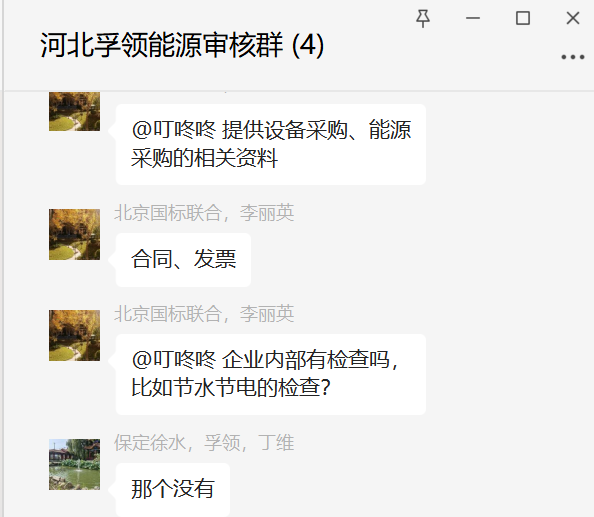 河北孚领能源审核群 (4)
@叮咚咚 提供设备采购、能源
采购的相关资料
北京国标联合，李丽英
合同、发票
北京国标联合，李丽英
@叮咚咚 企业内部有检查吗，
比如节水节电的检查?
保定徐水，孚领，丁维
那个没有